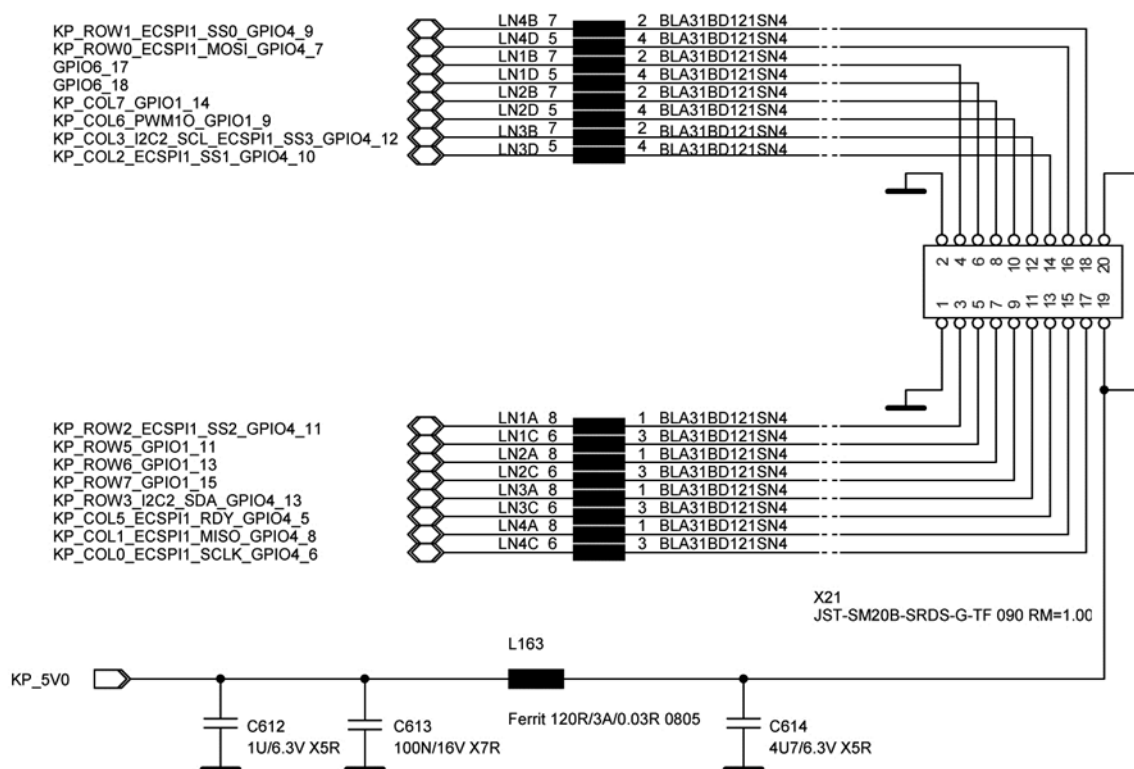 KP_ROW1_ECSPI1_SS0_GPIO4_9 LN4B 7 2 BLA31BD121SN4
KP_ROW0_ECSPI1_MOSI_GPIO4_7 LN4D 5 4 BLA31BD121SN4
GPIO6_17 LN1B 7 2 BLA31BD121SN4
GPIO6_18 LN1D 5 4 BLA31BD121SN4
KP_COL7_GPIO1_14 LN2B 7 2 BLA31BD121SN4
KP_COL6_PWM1O_GPIO1_9 LN2D 5 4 BLA31BD121SN4
KP_COL3_I2C2_SCL_ECSPI1_SS3_GPIO4_12 LN3B 7 2 BLA31BD121SN4
KP_COL2_ECSPI1_SS1_GPIO4_10 LN3D 5 4 BLA31BD121SN4
2 4 6 8 10 12 14 16 18 20
1 3 5 7 9 11 13 15 17 19
KP_ROW2_ECSPI1_SS2_GPIO4_11 LN1A 8 1 BLA31BD121SN4
KP_ROW5_GPIO1_11 LN1C 6 3 BLA31BD121SN4
KP_ROW6_GPIO1_13 LN2A 8 1 BLA31BD121SN4
KP_ROW7_GPIO1_15 LN2C 6 3 BLA31BD121SN4
KP_ROW3_I2C2_SDA_GPIO4_13 LN3A 8 1 BLA31BD121SN4
KP_COL5_ECSPI1_RDY_GPIO4_5 LN3C 6 3 BLA31BD121SN4
KP_COL1_ECSPI1_MISO_GPIO4_8 LN4A 8 1 BLA31BD121SN4
KP_COL0_ECSPI1_SCLK_GPIO4_6 LN4C 6 3 BLA31BD121SN4
X21
JST-SM20B-SRDS-G-TF 090 RM=1.00
L163
KP_5V0
Ferrit 120R/3A/0.03R 0805
C612
1U/6.3V X5R
C613
100N/16V X7R
C614
4U7/6.3V X5R